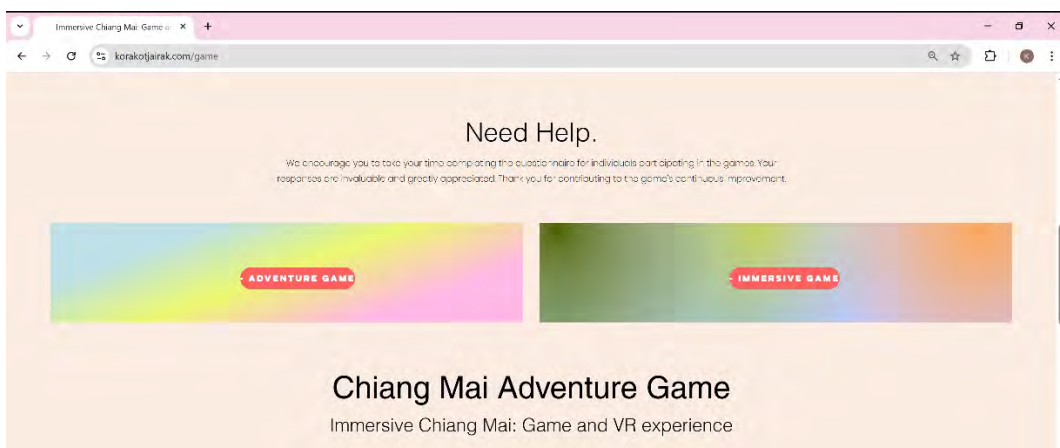 Immersive Chiang Mai: Game a
korakotjairak.com/game
K
Need Help.
We encourage you to take your time completing the questionnaire for individuals participating in the games. Your
responses are invaluable and greatly appreciated. Thank you for contributing to the game's continuous improvement.
- ADVENTURE GAME
- IMMERSIVE GAME
Chiang Mai Adventure Game
Immersive Chiang Mai: Game and VR experience